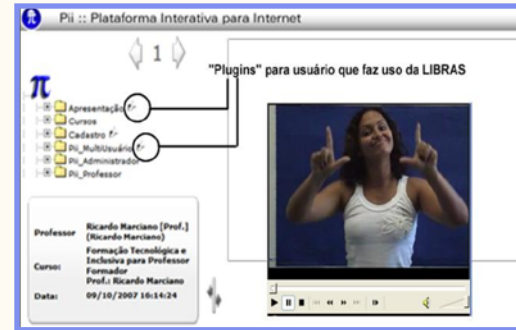 Pii :: Plataforma Interativa para Internet
1
"Plugins" para usuário que faz uso da LIBRAS
π
Apresentação
Cursos
Cadastro
Pii_MultiUsuário
Pii_Administrador
Pii_Professor
Professor Ricardo Marciano [Prof.]
(Ricardo Marciano)
Curso: Formação Tecnológica e
Inclusiva para Professor
Formador
Prof.: Ricardo Marciano
Data: 09/10/2007 16:14:24